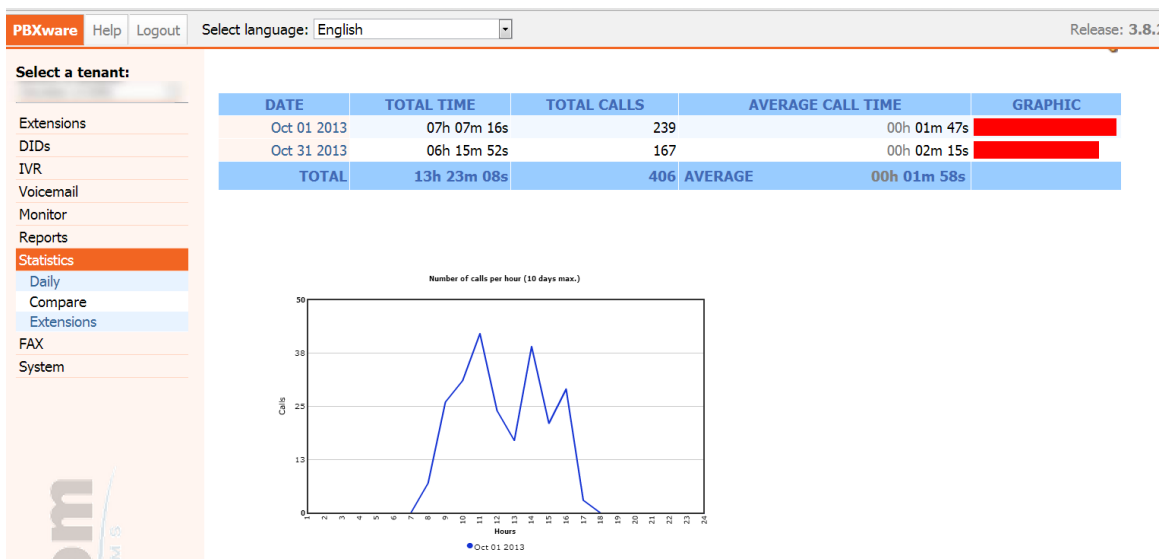 PBXware Help Logout Select language: English Release: 3.8.2
Select a tenant:
Extensions
DIDs
IVR
Voicemail
Monitor
Reports
Statistics
Daily
Compare
Extensions
FAX
System
DATE TOTAL TIME TOTAL CALLS AVERAGE CALL TIME GRAPHIC
Oct 01 2013 07h 07m 16s 239 00h 01m 47s
Oct 31 2013 06h 15m 52s 167 00h 02m 15s
TOTAL 13h 23m 08s 406 AVERAGE 00h 01m 58s
Number of calls per hour (10 days max.)
50
38
25
13
0
Calls
1 2 3 4 5 6 7 8 9 10 11 12 13 14 15 16 17 18 19 20 21 22 23 24
Hours
Oct 01 2013
om
M S